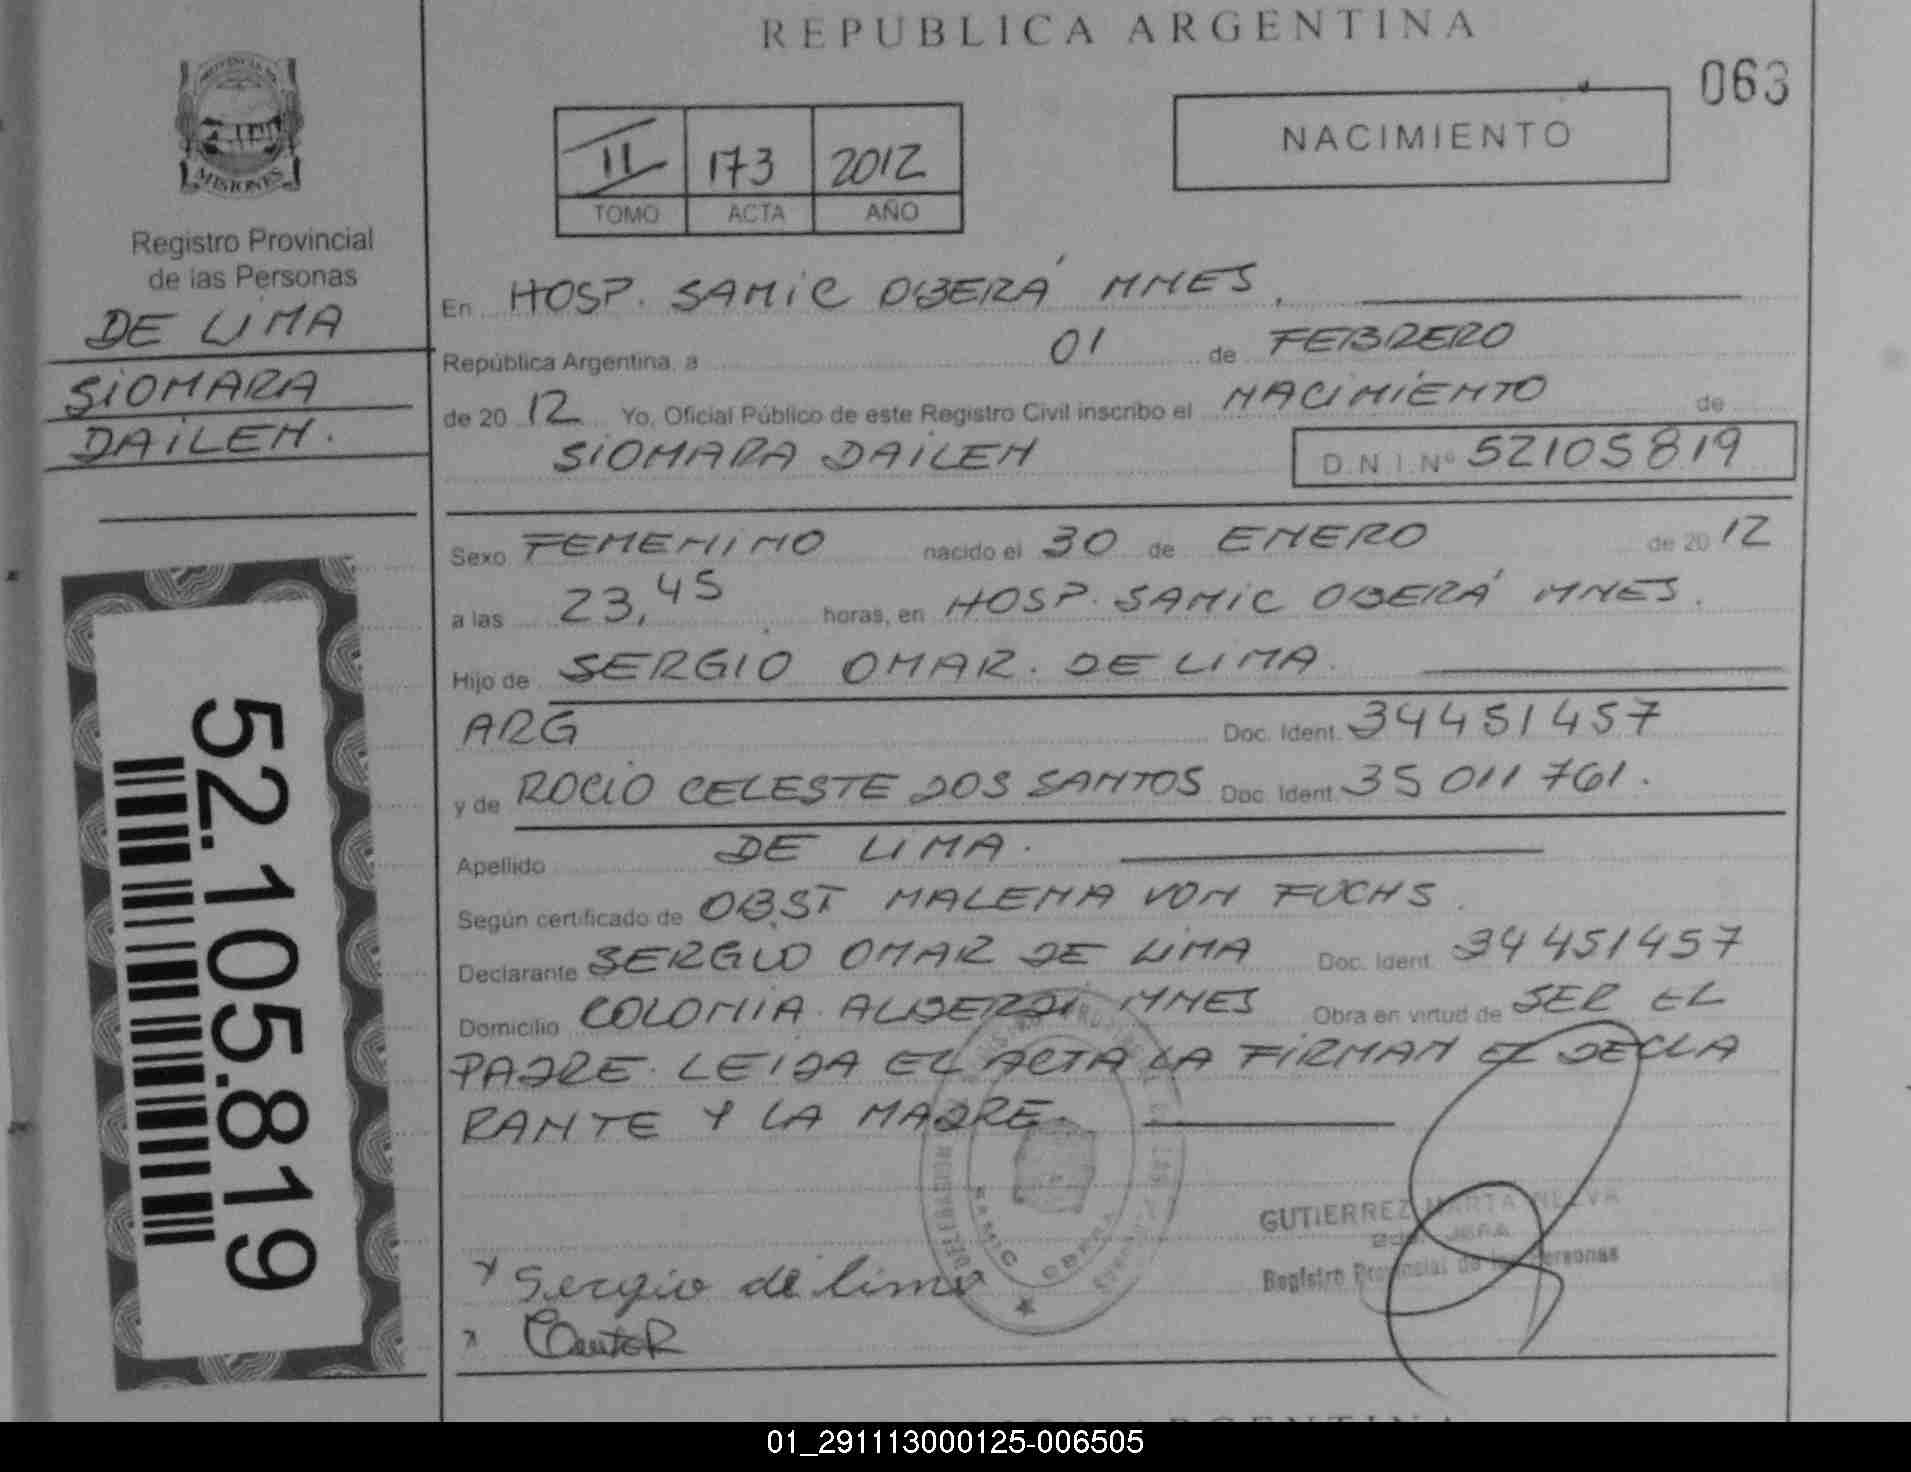 REPUBLICA ARGENTINA
063
NACIMIENTO
II 173 2012
TOMO ACTA AÑO
MISIONES
Registro Provincial
de las Personas
DE LIMA
SIOMARA
DAILEN.
52.105.819
En HOSP. SAMIC OBERÁ MNES.
República Argentina, a 01 de FEBRERO
de 20 12 Yo, Oficial Público de este Registro Civil inscribo el NACIMIENTO de
SIOMARA DAILEN D.N.I.Nº 52105819
Sexo FEMENINO nacido el 30 de ENERO de 20 12
a las 23,45 horas, en HOSP. SAMIC OBERÁ MNES.
Hijo de SERGIO OMAR. DE LIMA.
ARG Doc. Ident. 34451457
y de ROCIO CELESTE DOS SANTOS Doc. Ident. 35 011 761.
Apellido DE LIMA.
Según certificado de OBST MALENA VON FUCHS.
Declarante SERGIO OMAR DE LIMA Doc. Ident. 34451457
Domicilio COLONIA ALBERDI MNES Obra en virtud de SER EL
PADRE. LEIDA EL ACTA LA FIRMAN EL DECLA
RANTE Y LA MADRE.
SAMIC OBERA
GUTIERREZ MARTA
Registro Provincial de las Personas
Sergio de lima
01_291113000125-006505